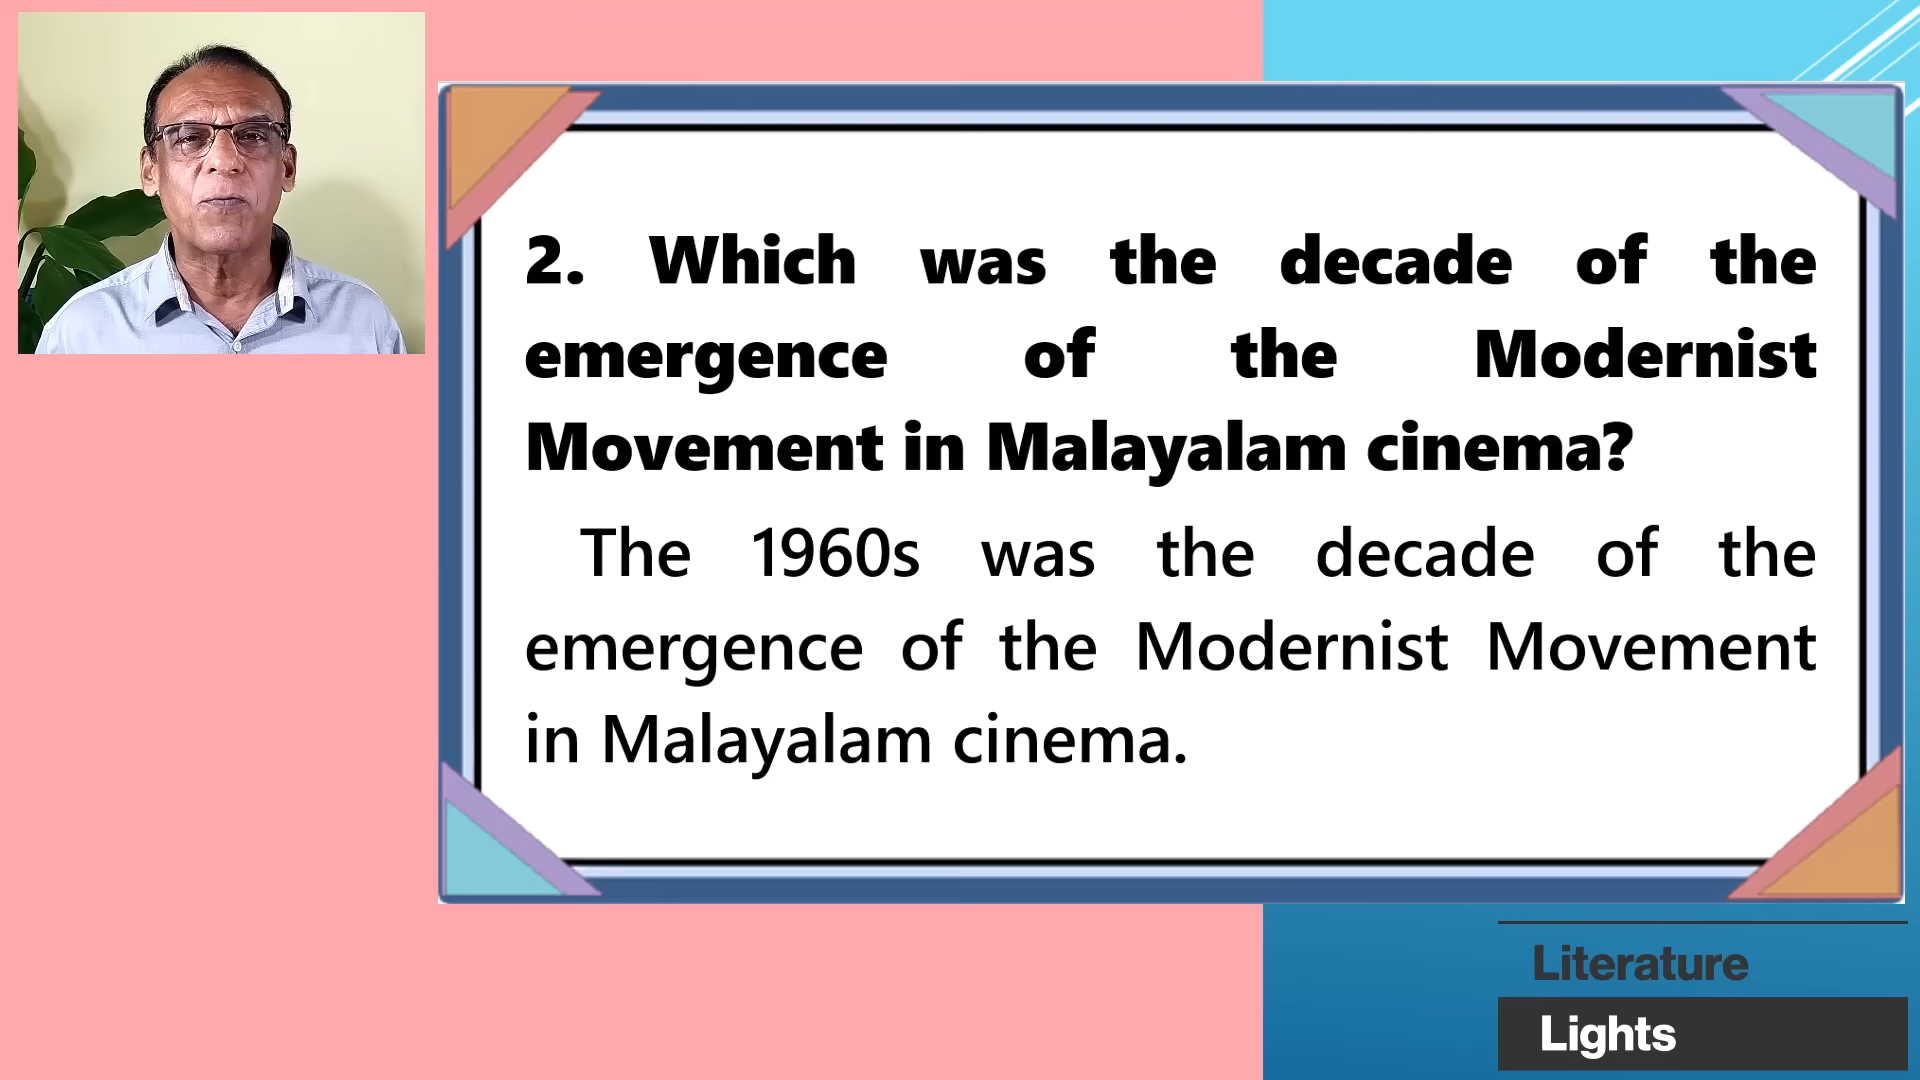 2. Which was the decade of the
emergence of the Modernist
Movement in Malayalam cinema?
The 1960s was the decade of the
emergence of the Modernist Movement
in Malayalam cinema.
Literature
Lights